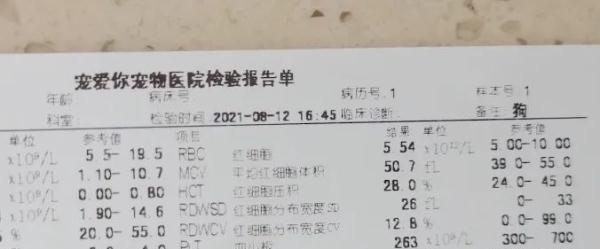 宠爱你宠物医院检验报告单
年龄: 病床号 病历号: 1 样本号: 1
科室: 检验时间 2021-08-12 16:45 临床诊断: 备注: 狗
单位 参考值 项目 结果 单位 参考值
x10⁹/L 5.5- 19.5 RBC 红细胞 5.54 x10¹²/L 5.00-10.00
x10⁹/L 1.10- 10.7 MCV 平均红细胞体积 50.7 fL 39.0- 55.0
x10⁹/L 0.00- 0.80 HCT 红细胞压积 28.0 % 24.0- 45.0
x10⁹/L 1.90- 14.6 RDWSD 红细胞分布宽度SD 26 fL 0- 33
% 20.0- 55.0 RDWCV 红细胞分布宽度CV 12.8 % 0.0- 99.0
PLT 血小板 263 x10⁹/L 300- 700